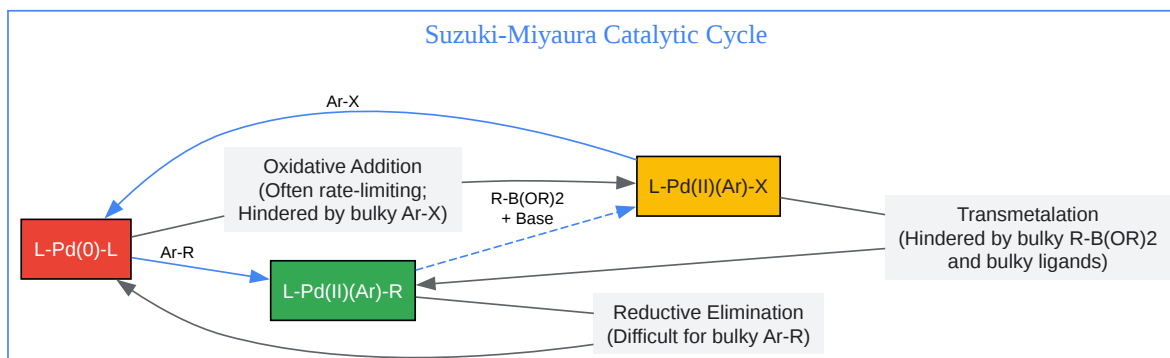 Suzuki-Miyaura Catalytic Cycle
Ar-X
Oxidative Addition
(Often rate-limiting;
Hindered by bulky Ar-X)
L-Pd(II)(Ar)-X
R-B(OR)2
+ Base
Transmetalation
(Hindered by bulky R-B(OR)2
and bulky ligands)
L-Pd(0)-L
Ar-R
L-Pd(II)(Ar)-R
Reductive Elimination
(Difficult for bulky Ar-R)